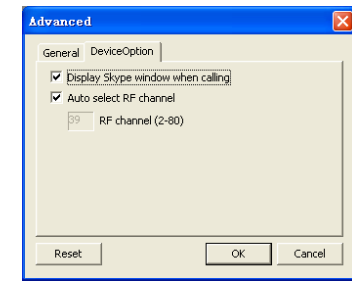 Advanced
General DeviceOption
Display Skype window when calling
Auto select RF channel
39 RF channel (2-80)
Reset OK Cancel